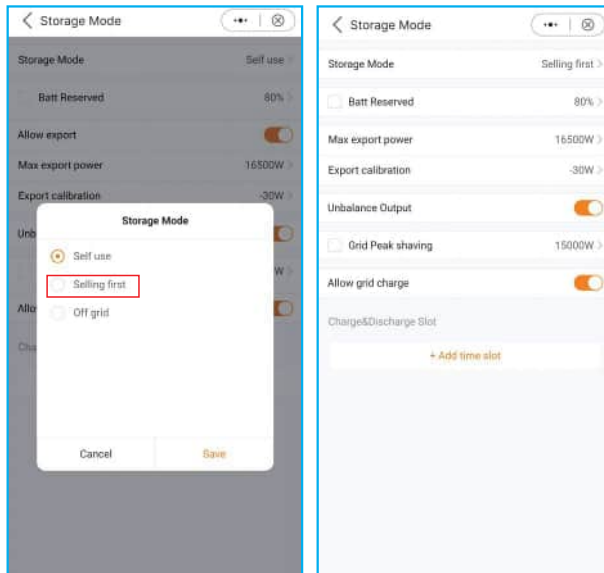 Storage Mode
Storage Mode Self use >
Batt Reserved 80% >
Allow export
Max export power 16500W >
Export calibration -30W >
Unb
W >
Allo
Cha
Storage Mode
Self use
Selling first
Off grid
Cancel Save
Storage Mode
Storage Mode Selling first >
Batt Reserved 80% >
Max export power 16500W >
Export calibration -30W >
Unbalance Output
Grid Peak shaving 15000W >
Allow grid charge
Charge&Discharge Slot
+ Add time slot